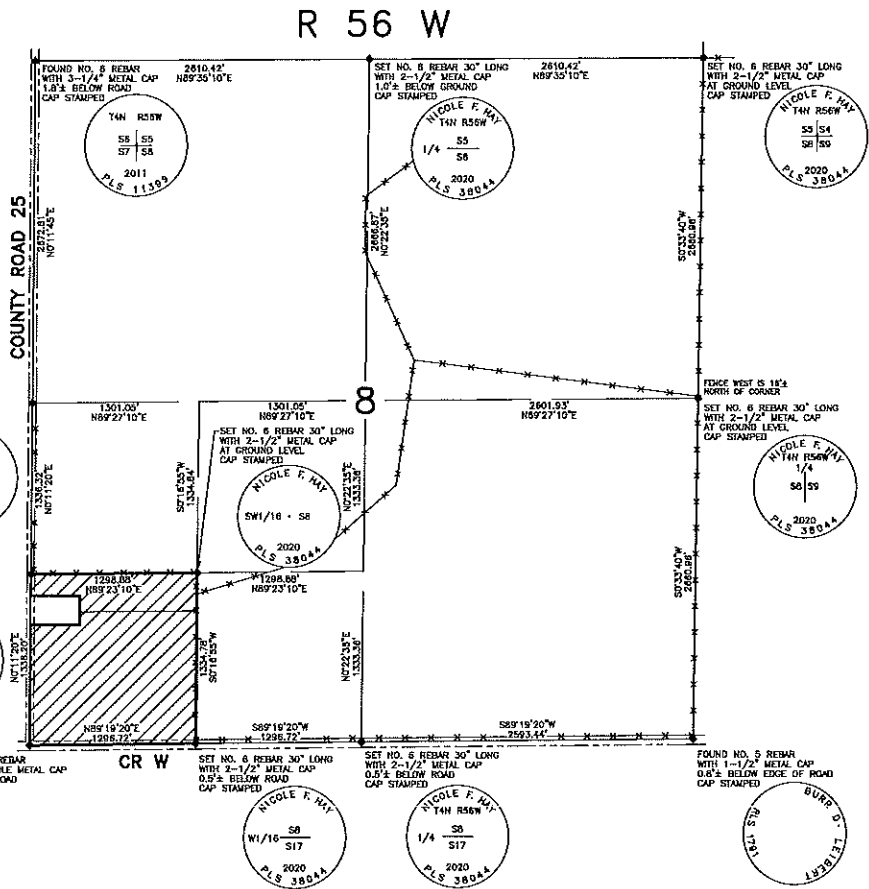 R 56 W
FOUND NO. 6 REBAR
WITH 3-1/4" METAL CAP
1.8'± BELOW ROAD
CAP STAMPED
2610.42'
N89°35'10"E
SET NO. 6 REBAR 30" LONG
WITH 2-1/2" METAL CAP
1.0'± BELOW GROUND
CAP STAMPED
2610.42'
N89°35'10"E
SET NO. 6 REBAR 30" LONG
WITH 2-1/2" METAL CAP
AT GROUND LEVEL
CAP STAMPED
T4N R56W
S6 S5
S7 S8
2011
PLS 11399
NICOLE F. HAY
T4N R56W
1/4 S5
S8
2020
PLS 38044
NICOLE F. HAY
T4N R56W
S5 S4
S8 S9
2020
PLS 38044
COUNTY ROAD 25
2672.61'
N0°11'45"E
2666.67'
N0°22'35"E
S0°33'40"W
2660.96'
FENCE WEST IS 18'±
NORTH OF CORNER
1301.05'
N89°27'10"E
1301.05'
N89°27'10"E
8
2601.93'
N89°27'10"E
SET NO. 6 REBAR 30" LONG
WITH 2-1/2" METAL CAP
AT GROUND LEVEL
CAP STAMPED
SET NO. 6 REBAR 30" LONG
WITH 2-1/2" METAL CAP
AT GROUND LEVEL
CAP STAMPED
NICOLE F. HAY
T4N R56W
1/4
S8 S9
2020
PLS 38044
1336.32'
N0°11'20"E
S0°16'55"W
1334.84'
NICOLE F. HAY
SW1/16 - S8
2020
PLS 38044
N0°22'35"E
1333.36'
1298.88'
N89°23'10"E
1298.88'
N89°23'10"E
S0°33'40"W
2660.96'
N0°11'20"E
1336.20'
1334.78'
S0°16'55"W
N0°22'35"E
1333.36'
N89°19'20"E
1296.72'
S89°19'20"W
1296.72'
S89°19'20"W
2593.44'
REBAR
LE METAL CAP
ROAD
CR W
SET NO. 6 REBAR 30" LONG
WITH 2-1/2" METAL CAP
0.5'± BELOW ROAD
CAP STAMPED
SET NO. 6 REBAR 30" LONG
WITH 2-1/2" METAL CAP
0.5'± BELOW ROAD
CAP STAMPED
FOUND NO. 5 REBAR
WITH 1-1/2" METAL CAP
0.8'± BELOW EDGE OF ROAD
CAP STAMPED
NICOLE F. HAY
W1/16 S8
S17
2020
PLS 38044
NICOLE F. HAY
T4N R56W
1/4 S8
S17
2020
PLS 38044
BURR D. LEIBERT
RLS 1791